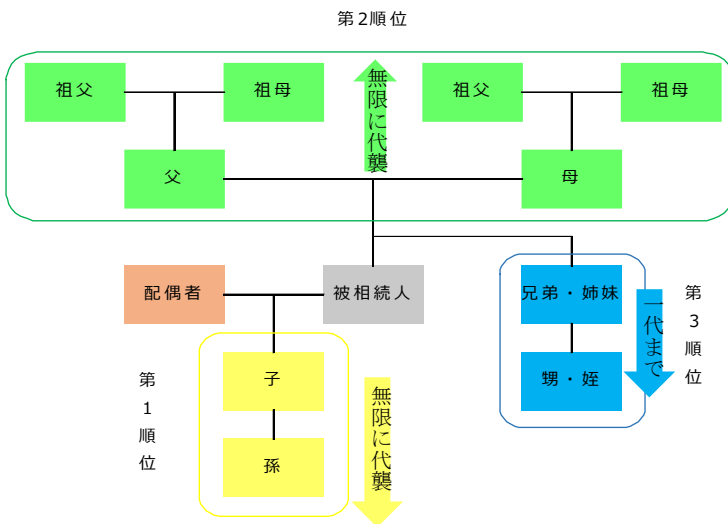 第2順位
祖父
祖母
無限に代襲
祖父
祖母
父
母
配偶者
被相続人
兄弟・姉妹
一代まで
第3順位
甥・姪
第1順位
子
無限に代襲
孫